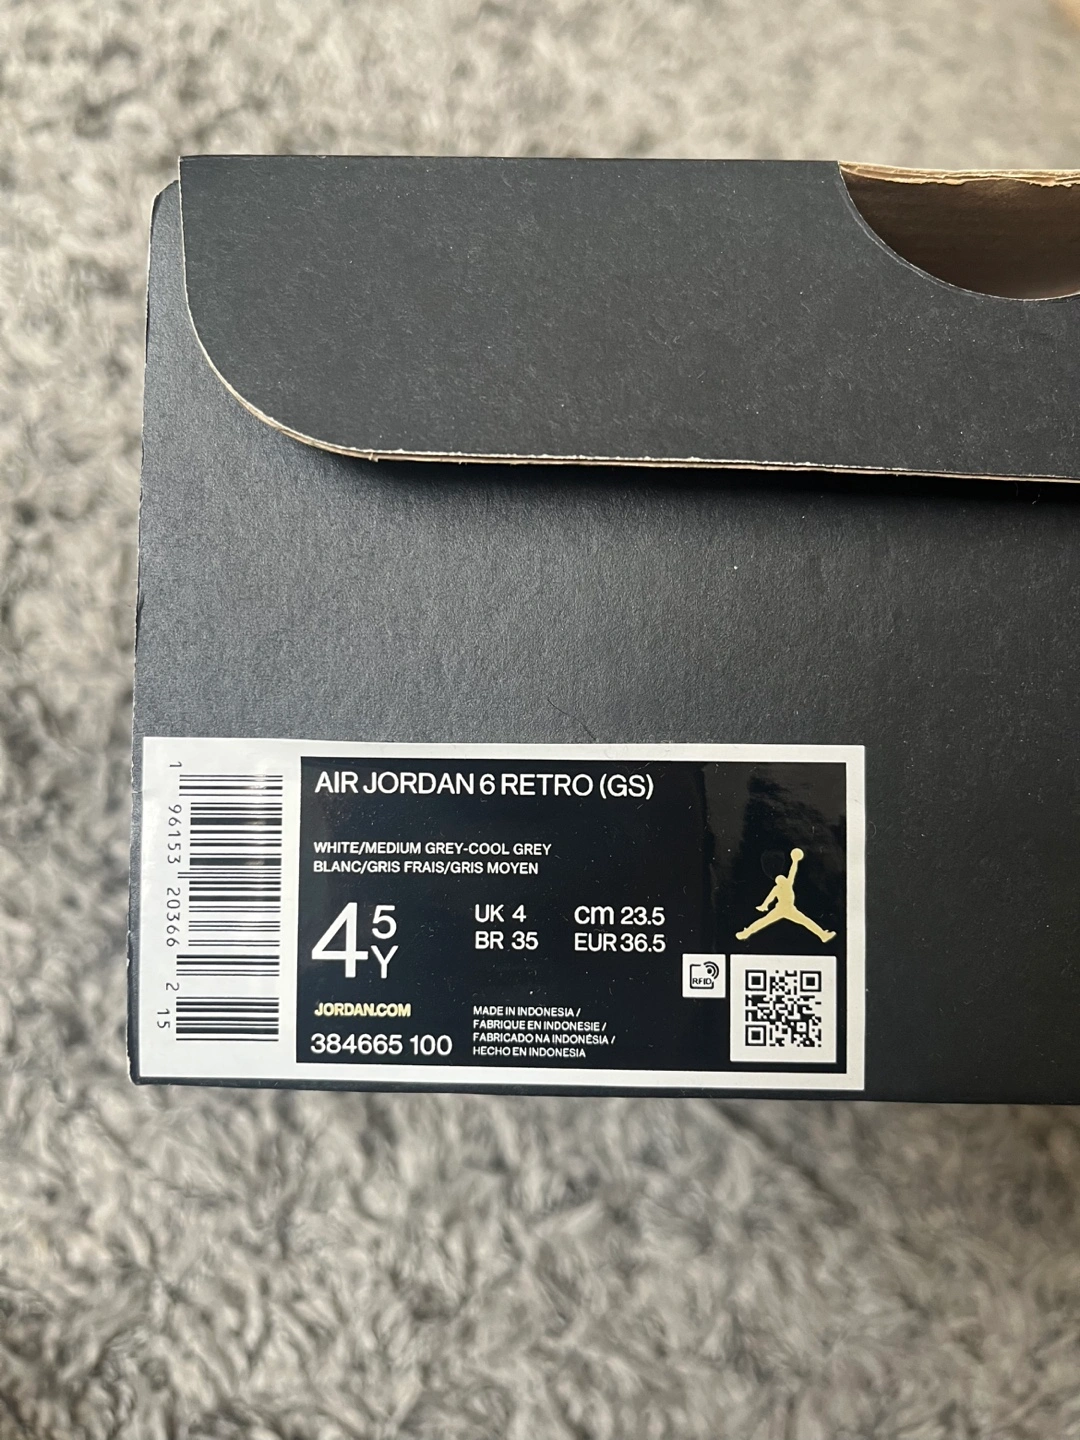 AIR JORDAN 6 RETRO (GS)
WHITE/MEDIUM GREY-COOL GREY
BLANC/GRIS FRAIS/GRIS MOYEN
4 5 Y
UK 4
BR 35
cm 23.5
EUR 36.5
RFID
JORDAN.COM
384665 100
MADE IN INDONESIA /
FABRIQUE EN INDONESIE /
FABRICADO NA INDONÉSIA /
HECHO EN INDONESIA
1 96153 20366 2 15